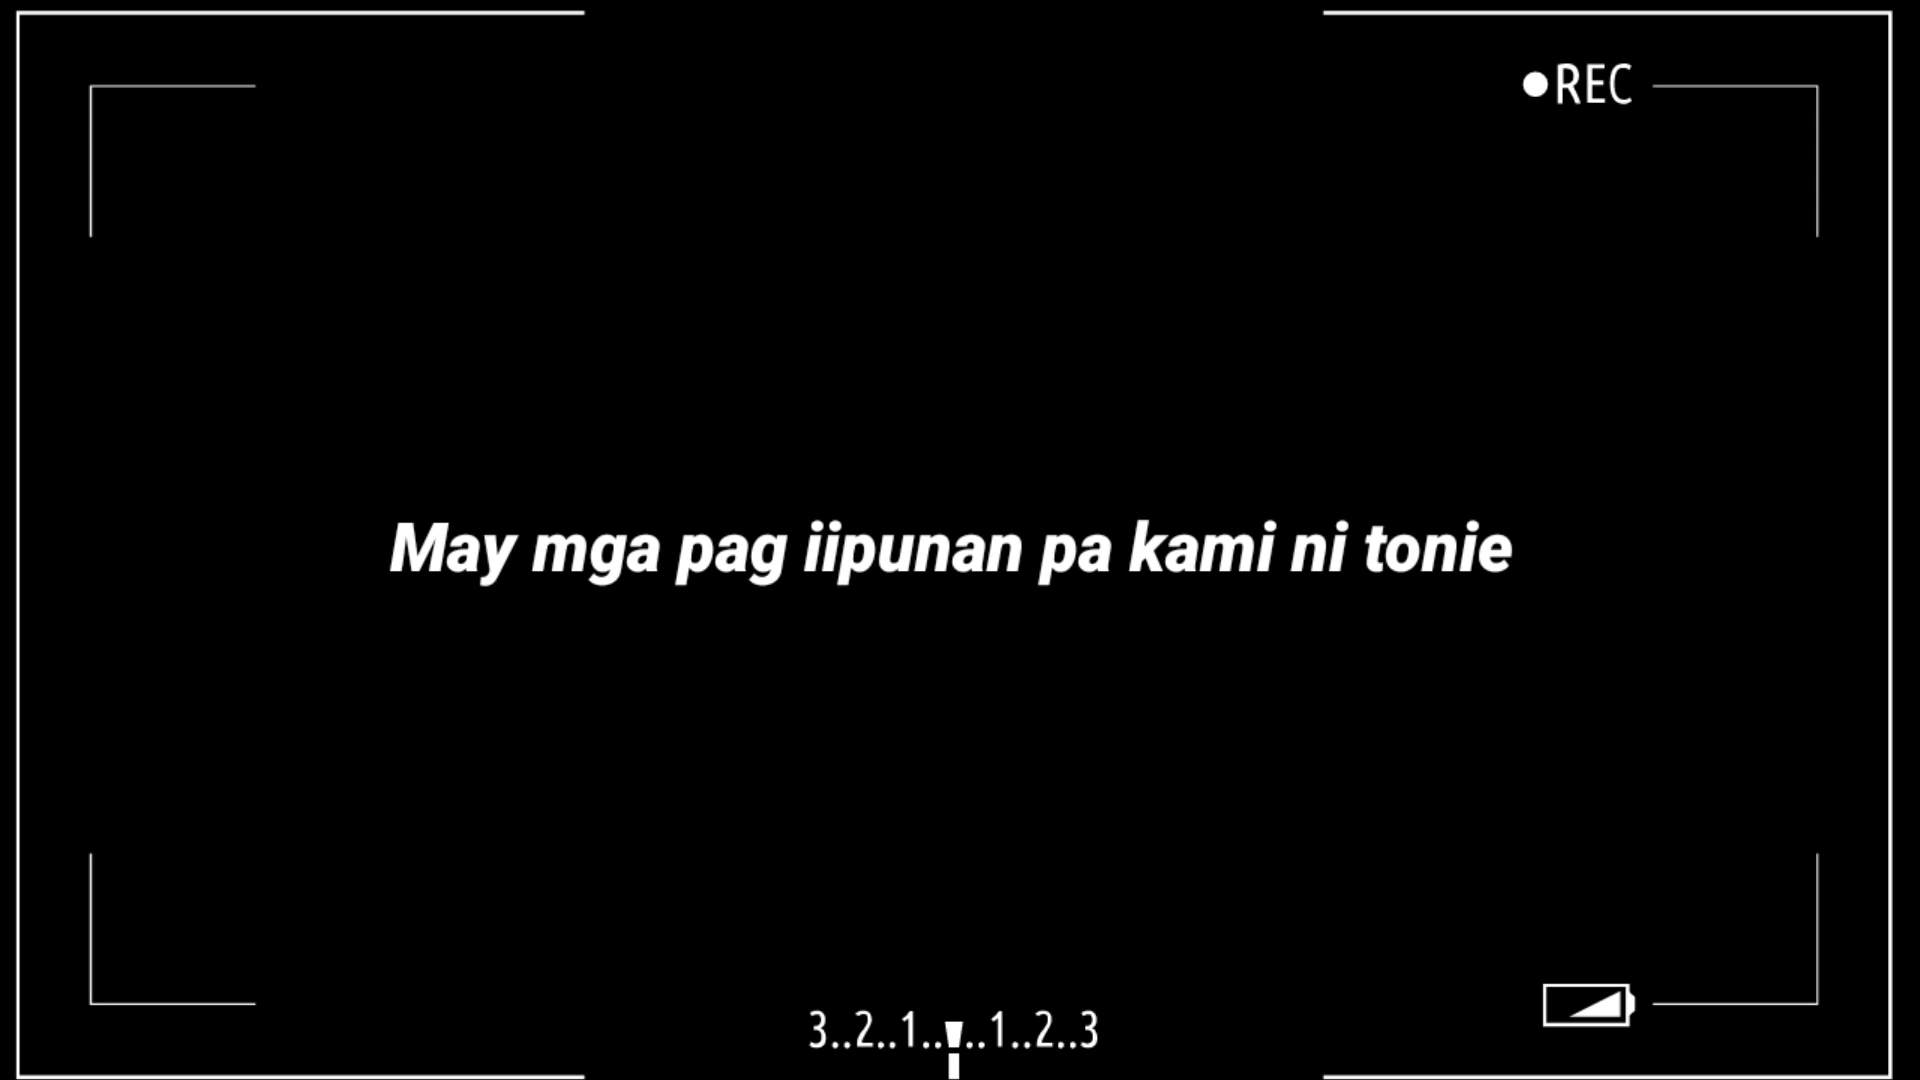 ●REC
May mga pag iipunan pa kami ni tonie
3..2..1....1..2..3